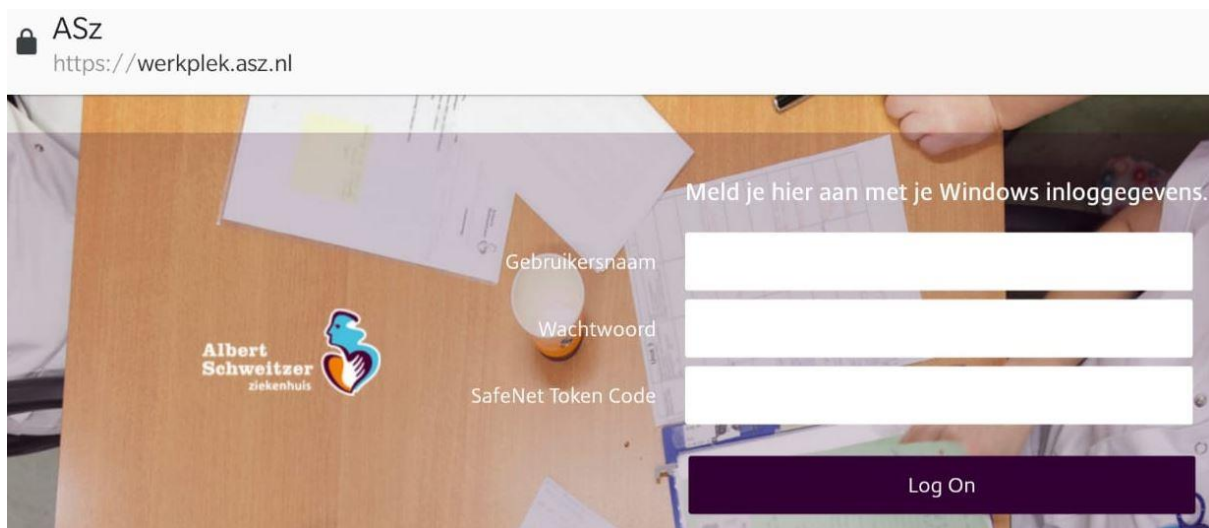 ASz
https://werkplek.asz.nl
Meld je hier aan met je Windows inloggegevens.
Gebruikersnaam
Wachtwoord
Albert
Schweitzer
ziekenhuis
SafeNet Token Code
Log On